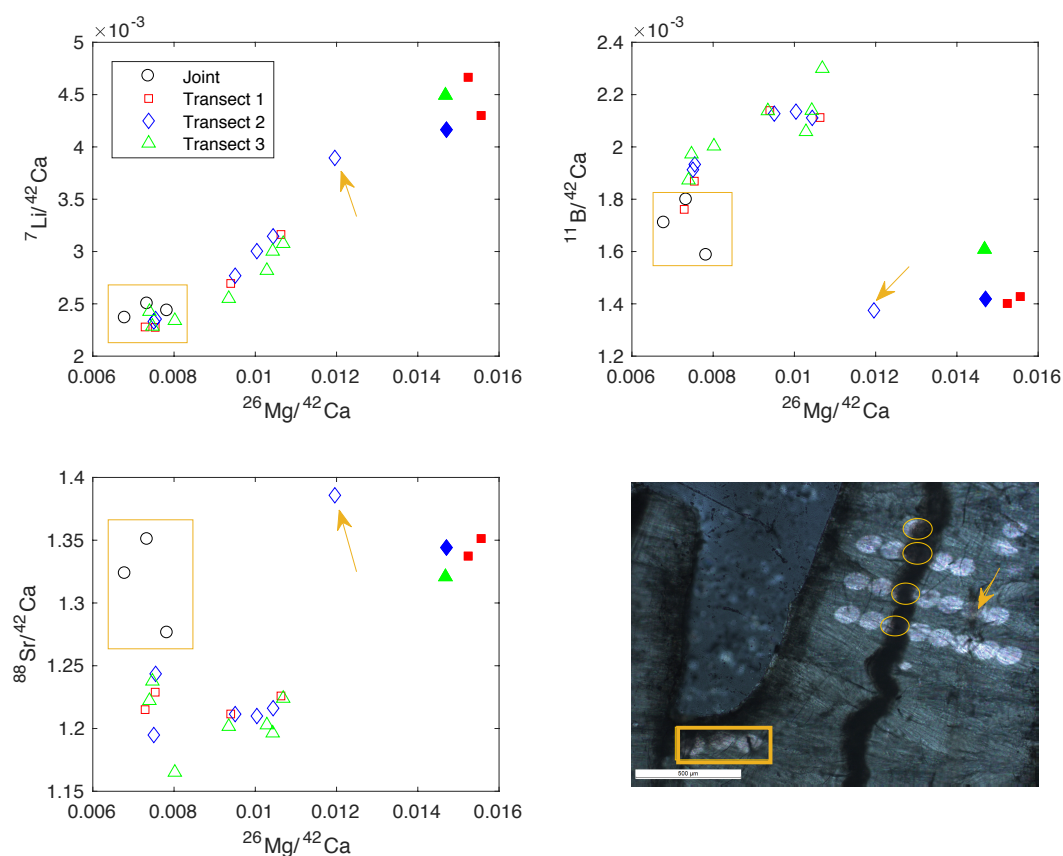 ×10⁻³
5
4.5
4
3.5
3
2.5
2
⁷Li/⁴²Ca
Joint
Transect 1
Transect 2
Transect 3
0.006 0.008 0.01 0.012 0.014 0.016
²⁶Mg/⁴²Ca
×10⁻³
2.4
2.2
2
1.8
1.6
1.4
1.2
¹¹B/⁴²Ca
0.006 0.008 0.01 0.012 0.014 0.016
²⁶Mg/⁴²Ca
1.4
1.35
1.3
1.25
1.2
1.15
⁸⁸Sr/⁴²Ca
0.006 0.008 0.01 0.012 0.014 0.016
²⁶Mg/⁴²Ca
500 μm